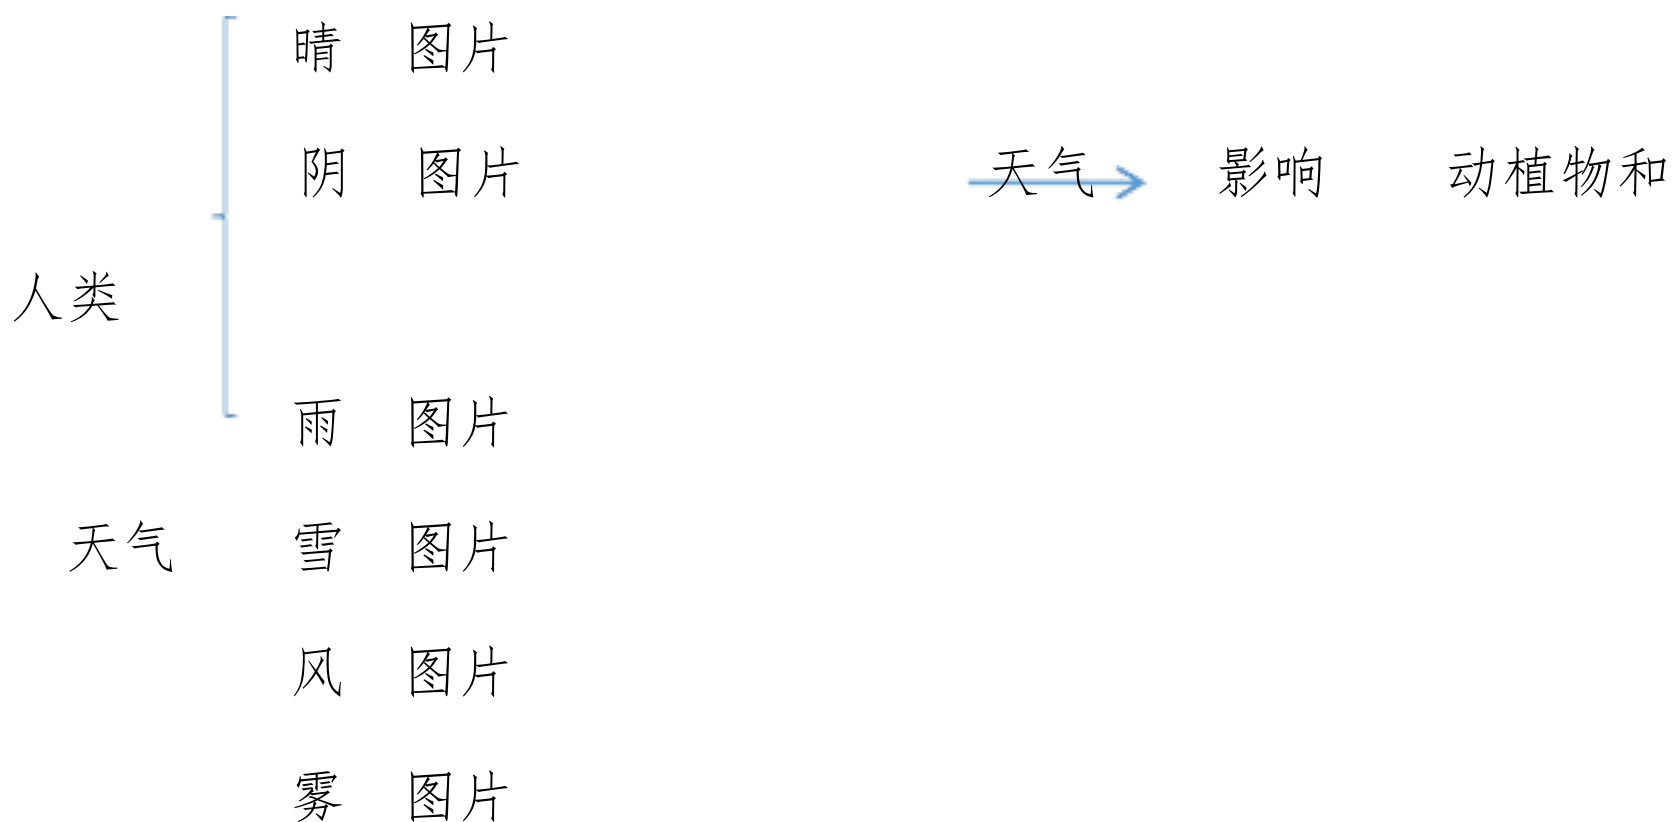 晴 图片
阴 图片 天气 影响 动植物和
人类
雨 图片
天气 雪 图片
风 图片
雾 图片